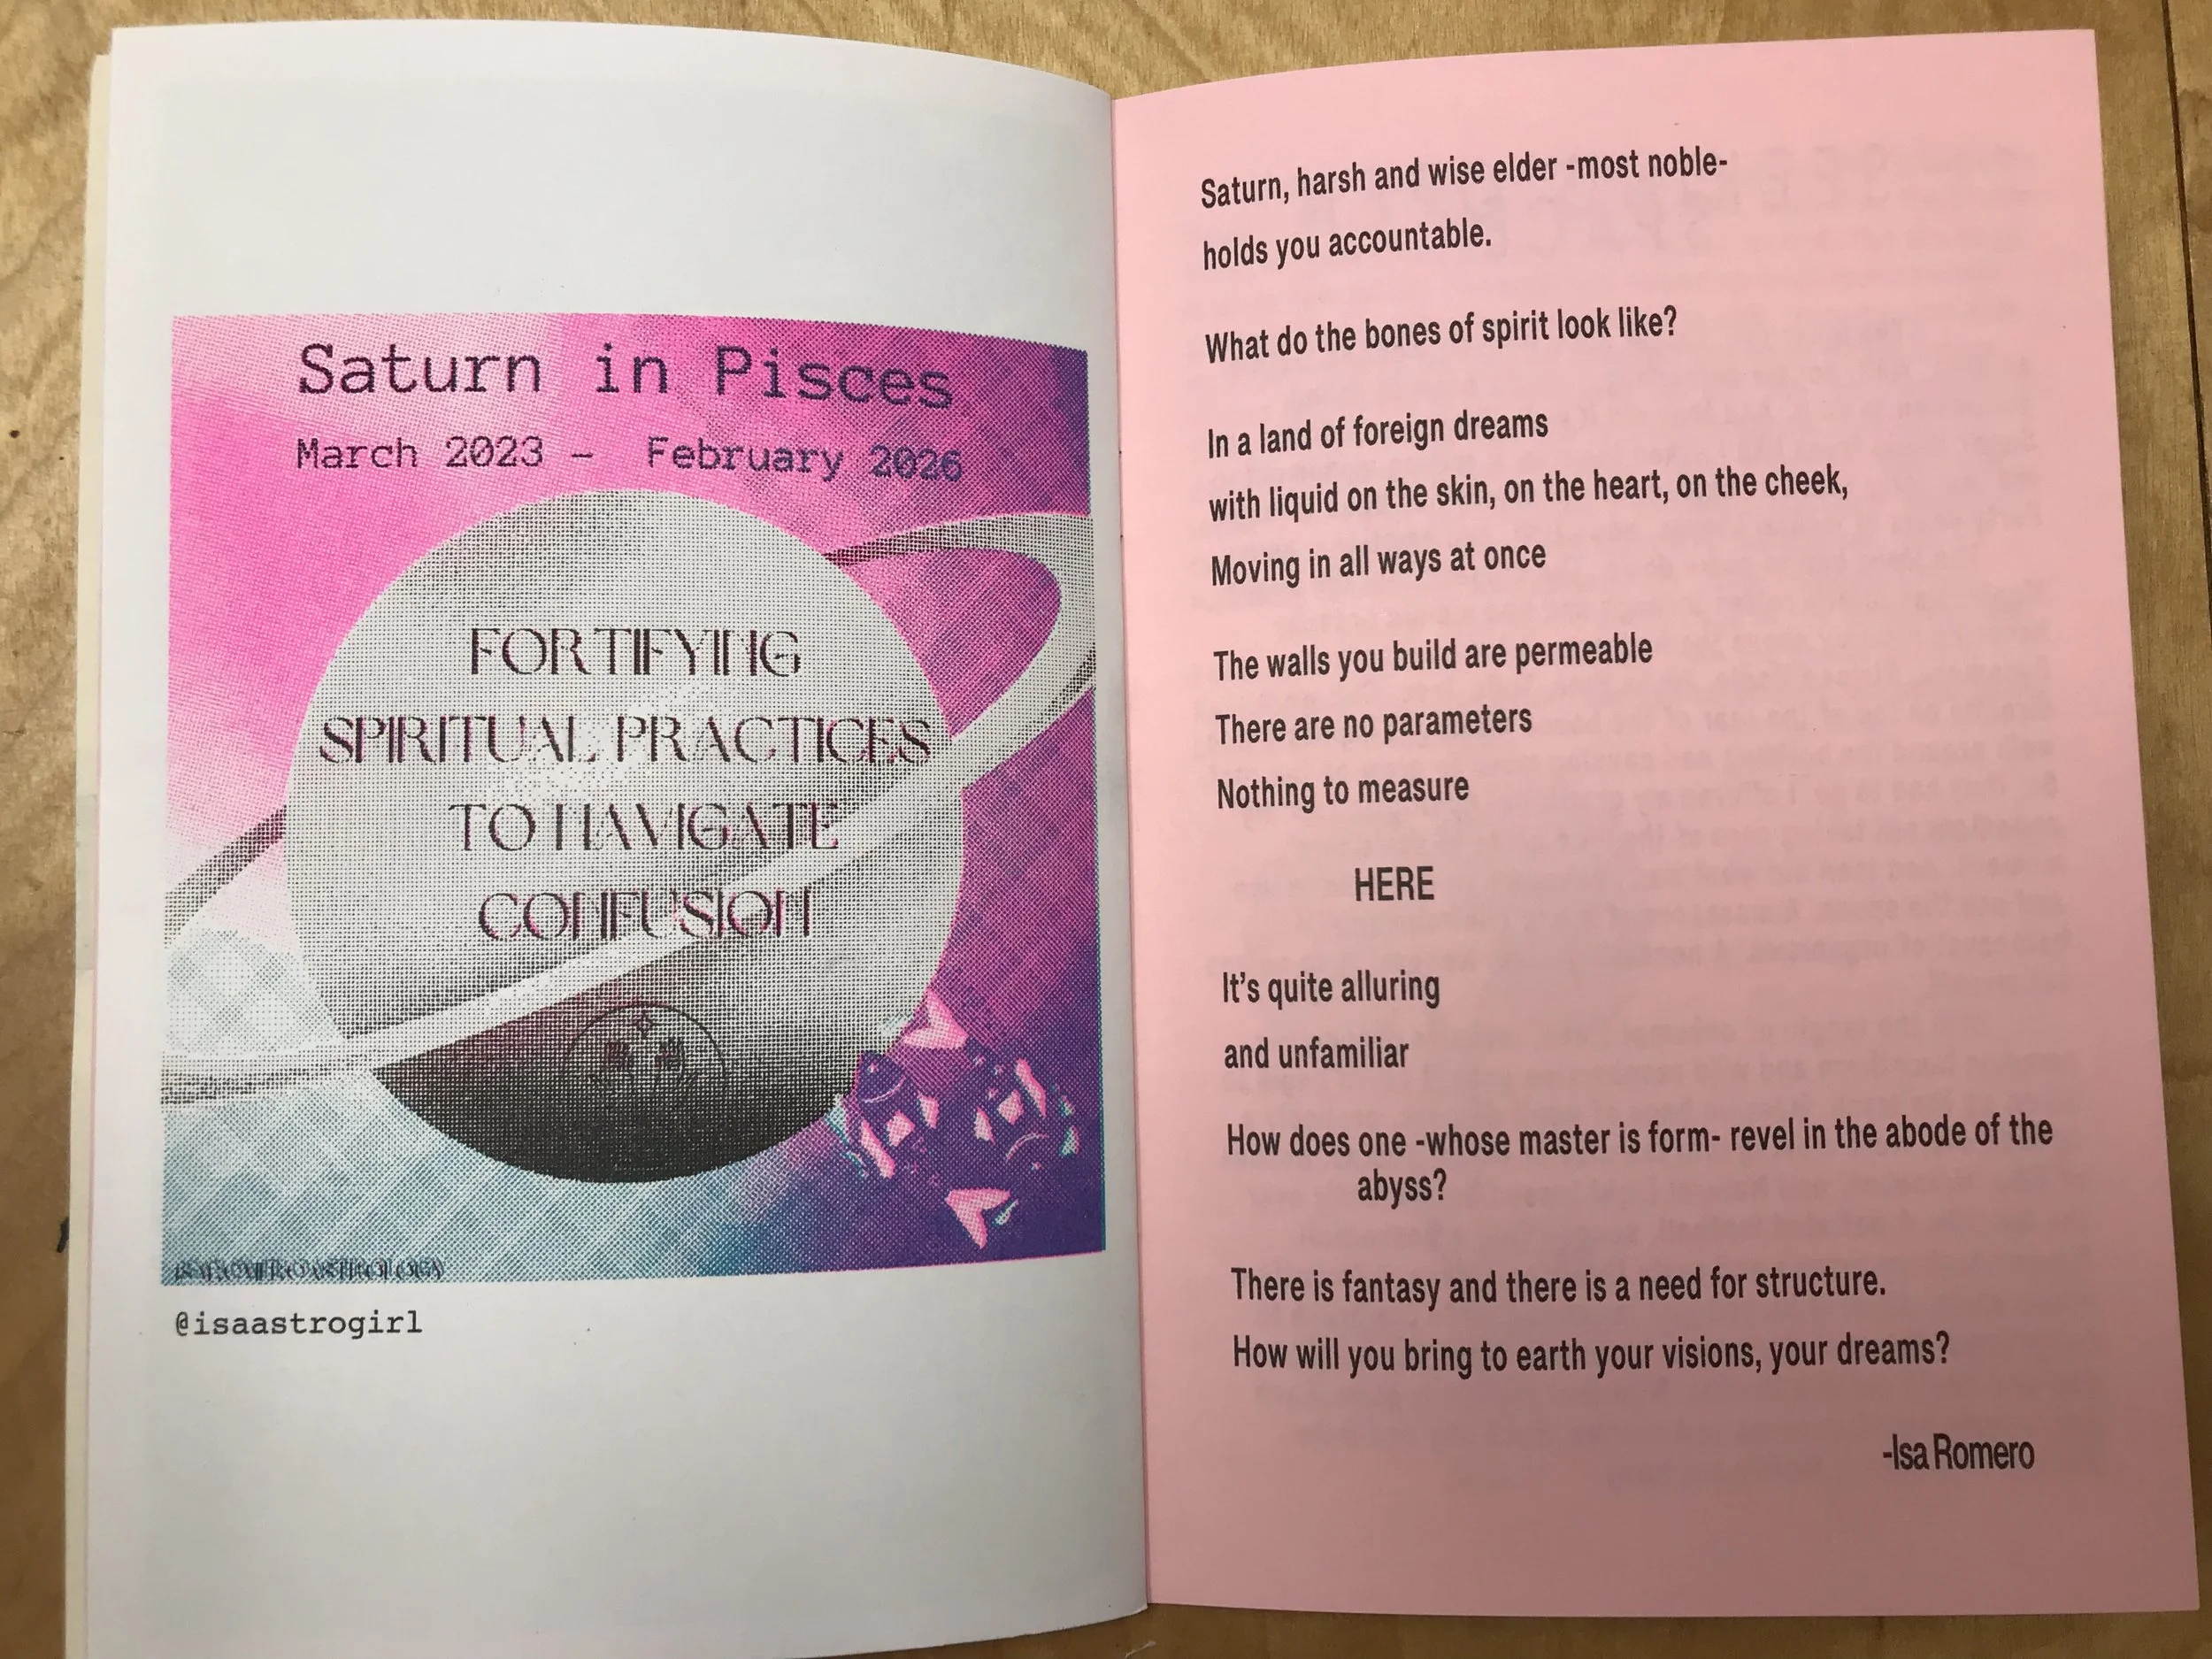 Saturn in Pisces
March 2023 - February 2026
FORTIFYING
SPIRITUAL PRACTICES
TO NAVIGATE
CONFUSION
@isaastrogirl
Saturn, harsh and wise elder -most noble-
holds you accountable.
What do the bones of spirit look like?
In a land of foreign dreams
with liquid on the skin, on the heart, on the cheek,
Moving in all ways at once
The walls you build are permeable
There are no parameters
Nothing to measure
HERE
It's quite alluring
and unfamiliar
How does one -whose master is form- revel in the abode of the
abyss?
There is fantasy and there is a need for structure.
How will you bring to earth your visions, your dreams?
-Isa Romero